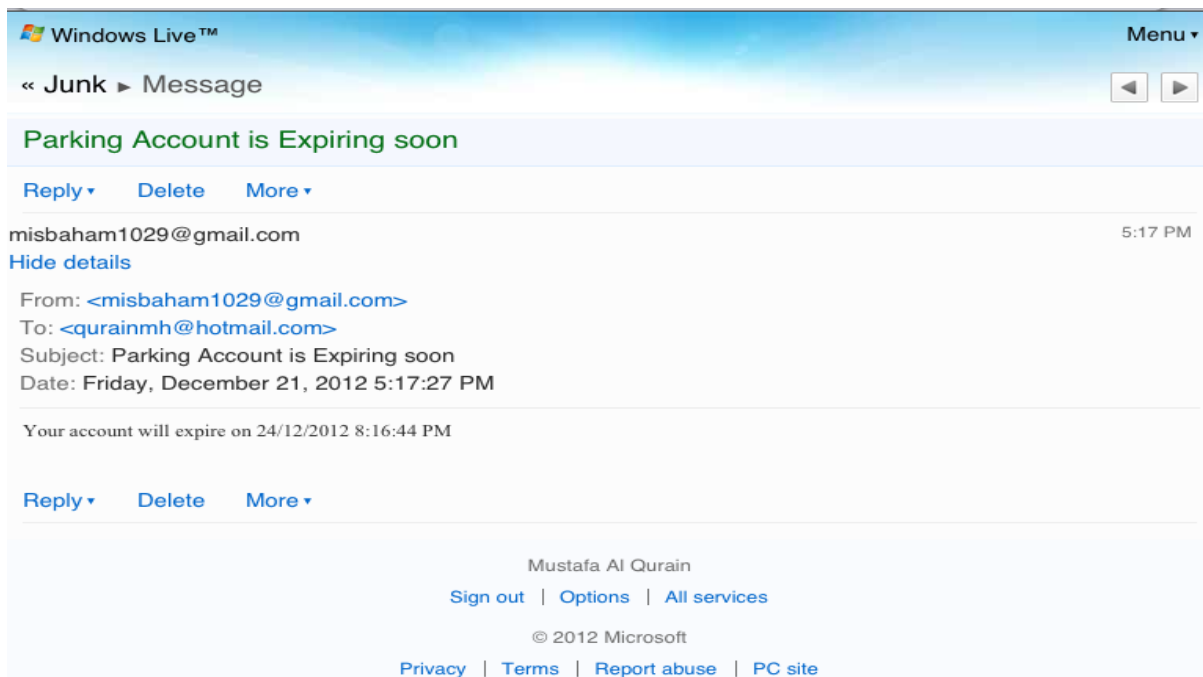 Windows Live™ Menu ▾
« Junk ► Message ◄ ►
Parking Account is Expiring soon
Reply ▾ Delete More ▾
misbaham1029@gmail.com 5:17 PM
Hide details
From: <misbaham1029@gmail.com>
To: <qurainmh@hotmail.com>
Subject: Parking Account is Expiring soon
Date: Friday, December 21, 2012 5:17:27 PM
Your account will expire on 24/12/2012 8:16:44 PM
Reply ▾ Delete More ▾
Mustafa Al Qurain
Sign out | Options | All services
© 2012 Microsoft
Privacy | Terms | Report abuse | PC site